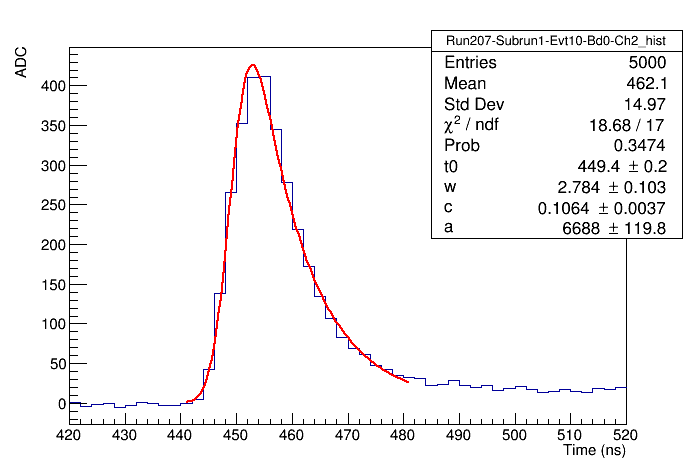 Run207-Subrun1-Evt10-Bd0-Ch2_hist
Entries 5000
Mean 462.1
Std Dev 14.97
χ² / ndf 18.68 / 17
Prob 0.3474
t0 449.4 ± 0.2
w 2.784 ± 0.103
c 0.1064 ± 0.0037
a 6688 ± 119.8
ADC
400
350
300
250
200
150
100
50
0
420 430 440 450 460 470 480 490 500 510 520
Time (ns)